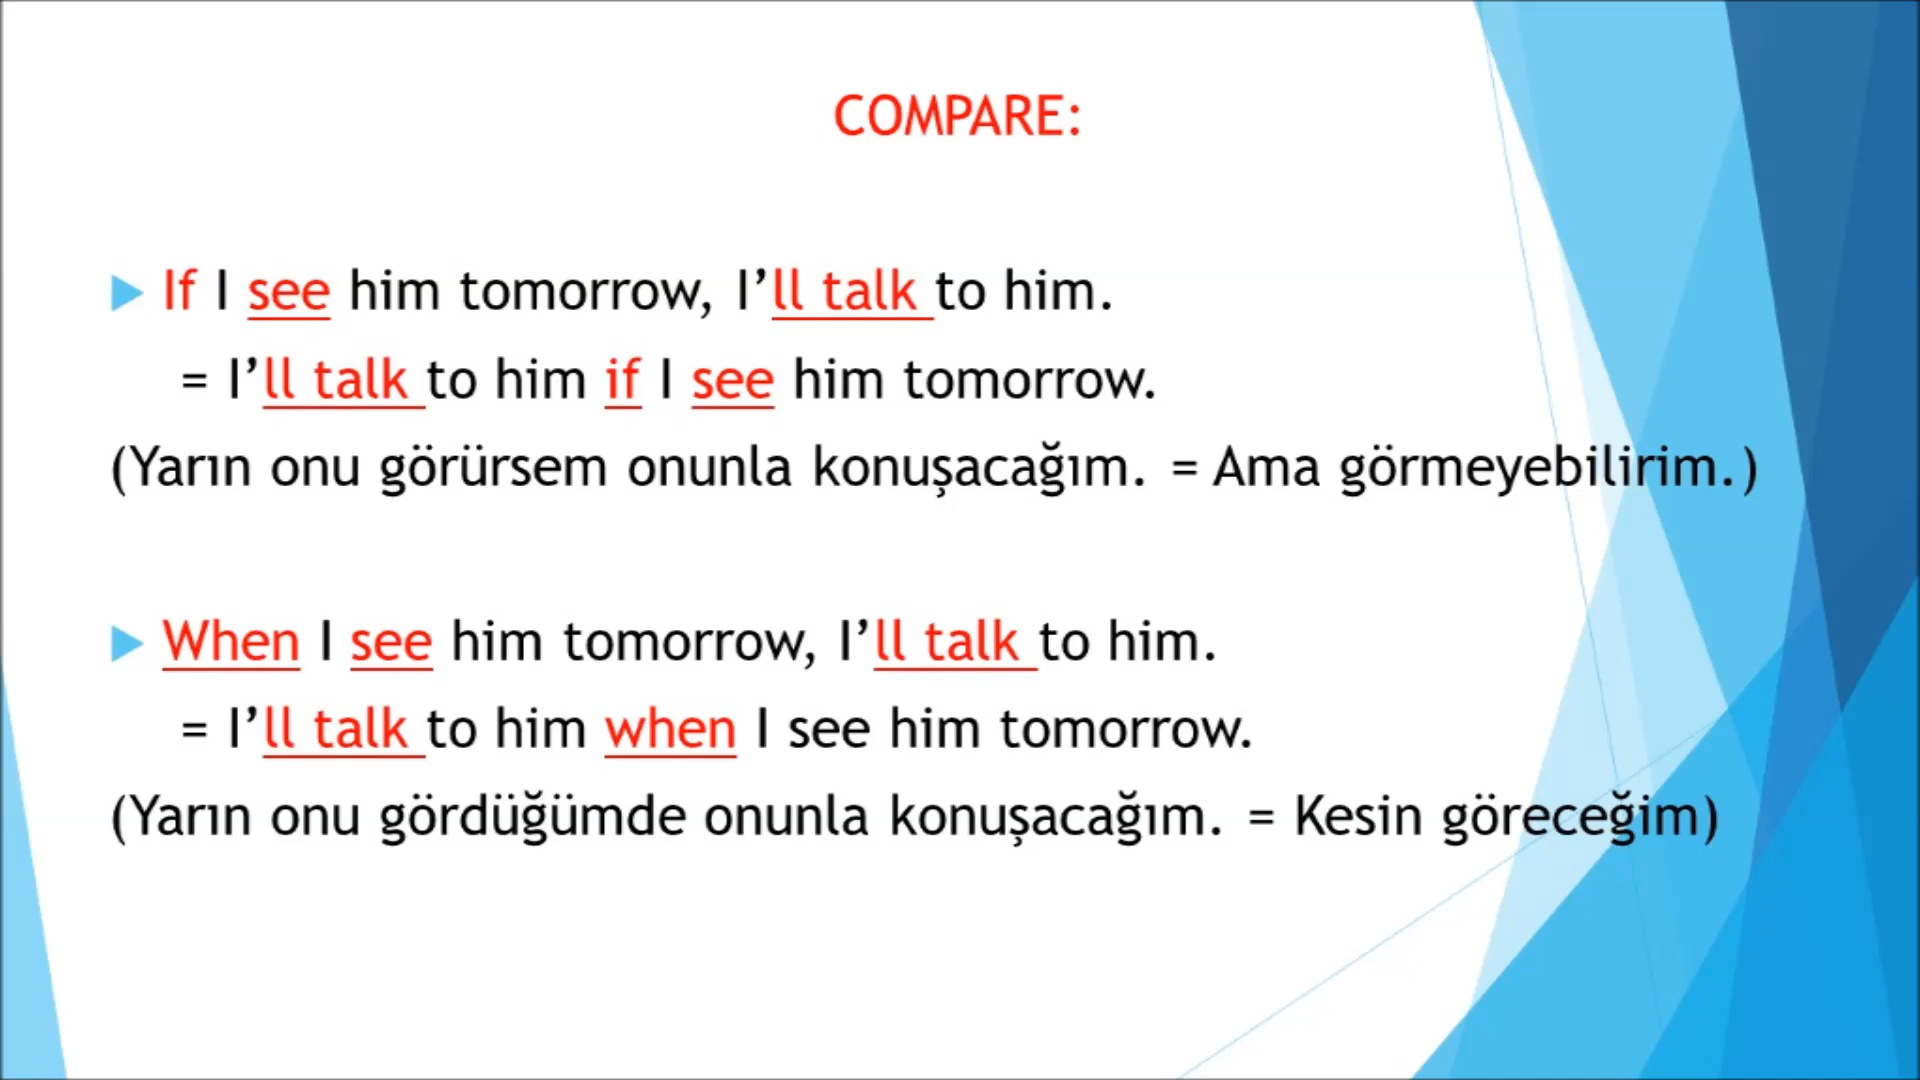 COMPARE:
If I see him tomorrow, I’ll talk to him.
= I’ll talk to him if I see him tomorrow.
(Yarın onu görürsem onunla konuşacağım. = Ama görmeyebilirim.)
When I see him tomorrow, I’ll talk to him.
= I’ll talk to him when I see him tomorrow.
(Yarın onu gördüğümde onunla konuşacağım. = Kesin göreceğim)